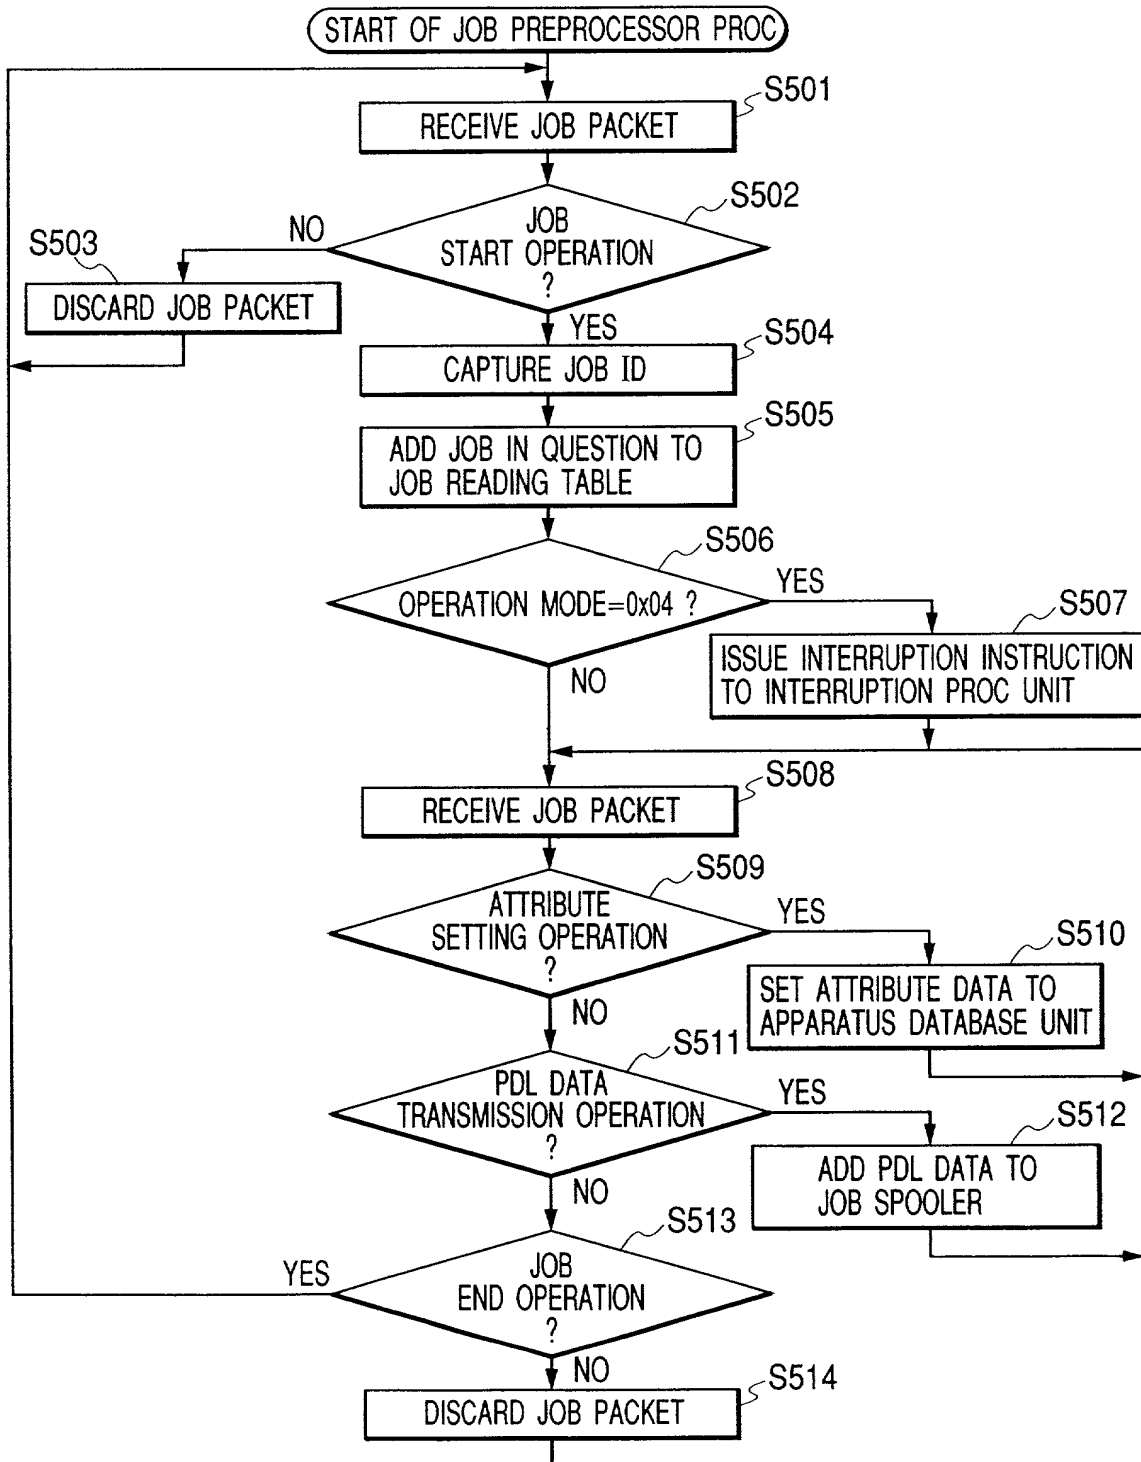 START OF JOB PREPROCESSOR PROC
S501
RECEIVE JOB PACKET
S502
JOB
START OPERATION
?
NO
S503
DISCARD JOB PACKET
YES
S504
CAPTURE JOB ID
S505
ADD JOB IN QUESTION TO
JOB READING TABLE
S506
OPERATION MODE=0x04 ?
YES
S507
ISSUE INTERRUPTION INSTRUCTION
TO INTERRUPTION PROC UNIT
NO
S508
RECEIVE JOB PACKET
S509
ATTRIBUTE
SETTING OPERATION
?
YES
S510
SET ATTRIBUTE DATA TO
APPARATUS DATABASE UNIT
NO
S511
PDL DATA
TRANSMISSION OPERATION
?
YES
S512
ADD PDL DATA TO
JOB SPOOLER
NO
S513
JOB
END OPERATION
?
YES
NO
S514
DISCARD JOB PACKET